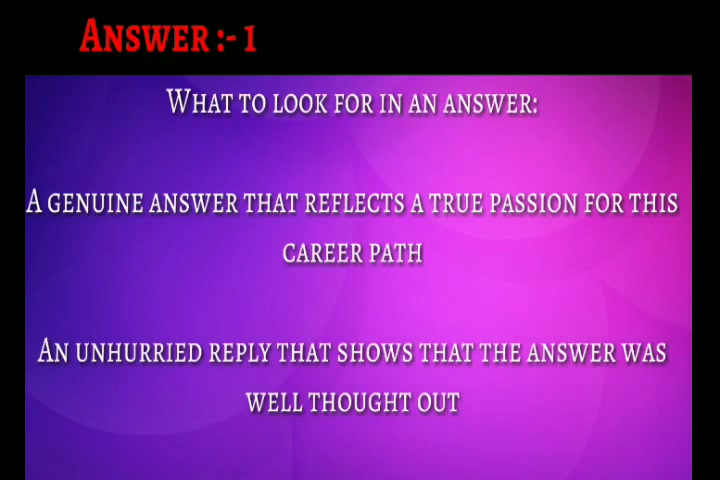 Answer :- 1
What to look for in an answer:
A genuine answer that reflects a true passion for this
career path
An unhurried reply that shows that the answer was
well thought out